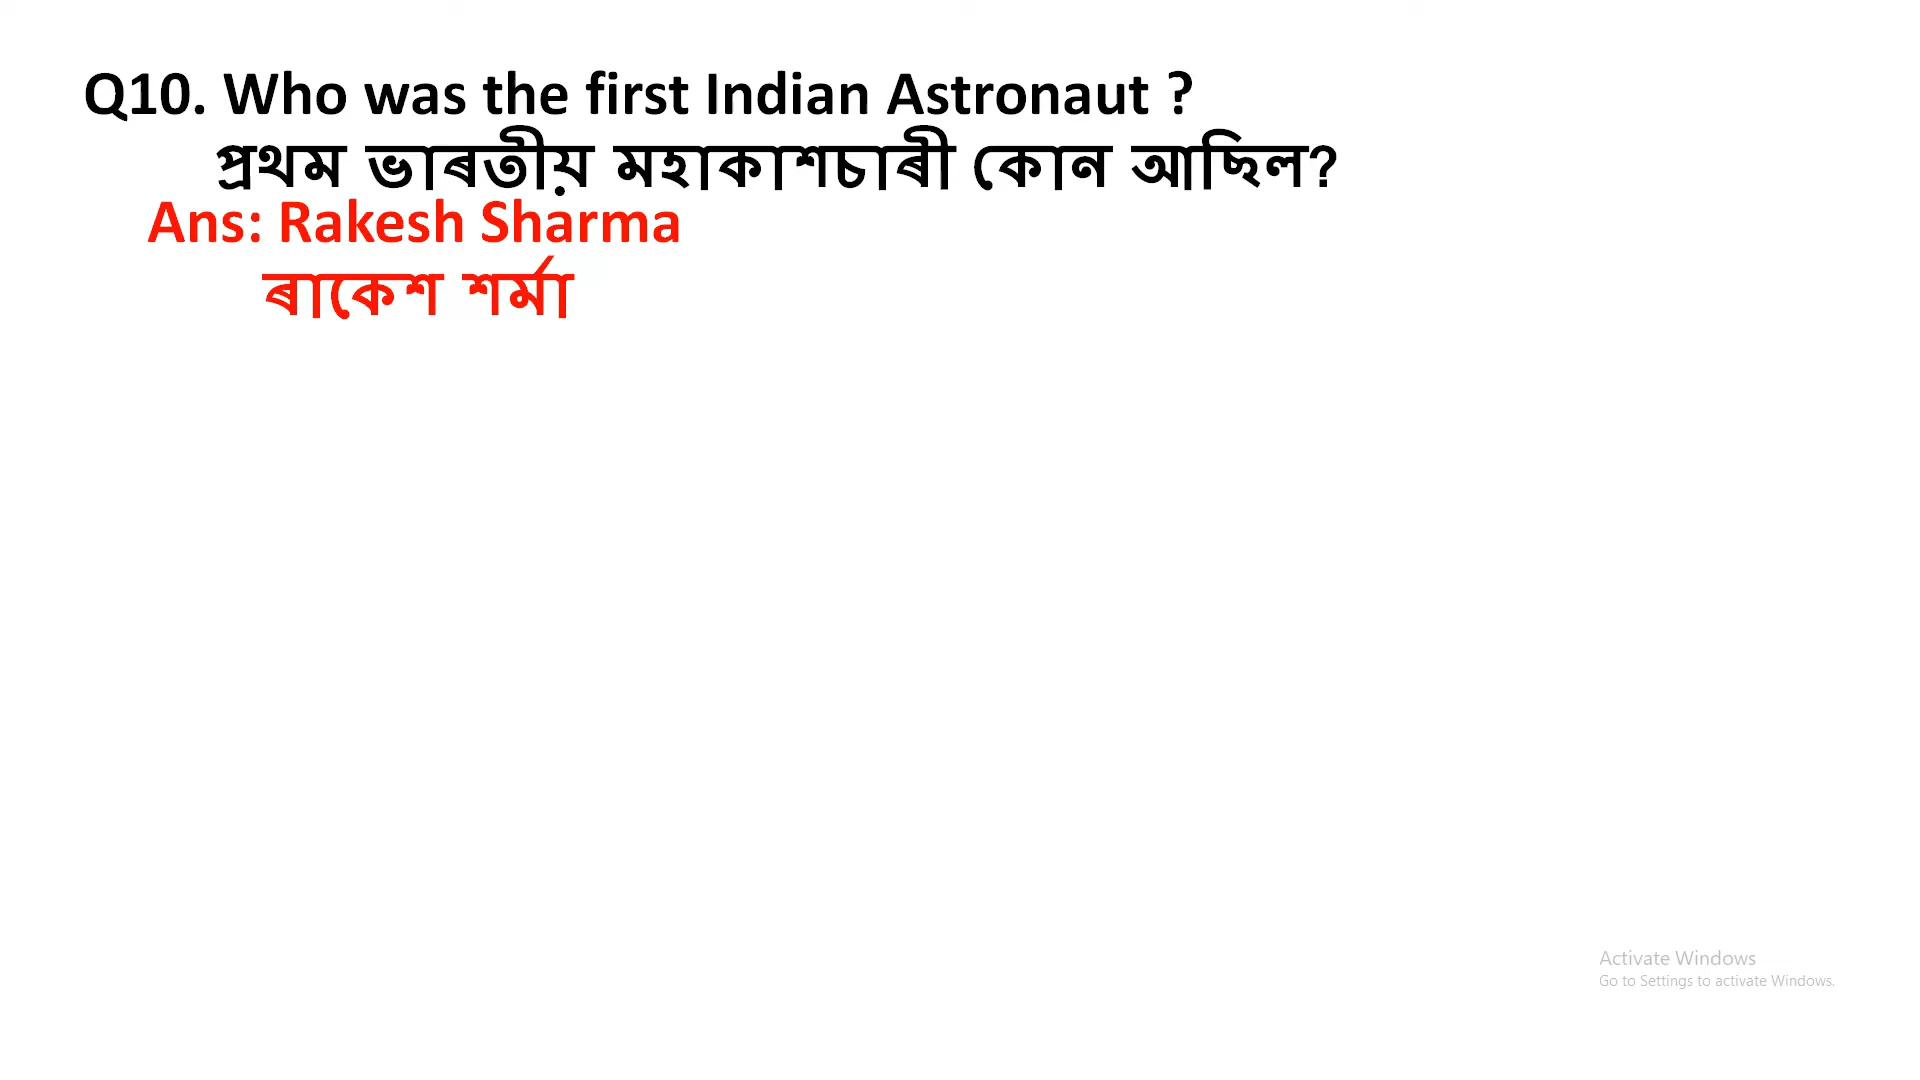 Q10. Who was the first Indian Astronaut ?
প্ৰথম ভাৰতীয় মহাকাশচাৰী কোন আছিল?
Ans: Rakesh Sharma
ৰাকেশ শৰ্মা
Activate Windows
Go to Settings to activate Windows.